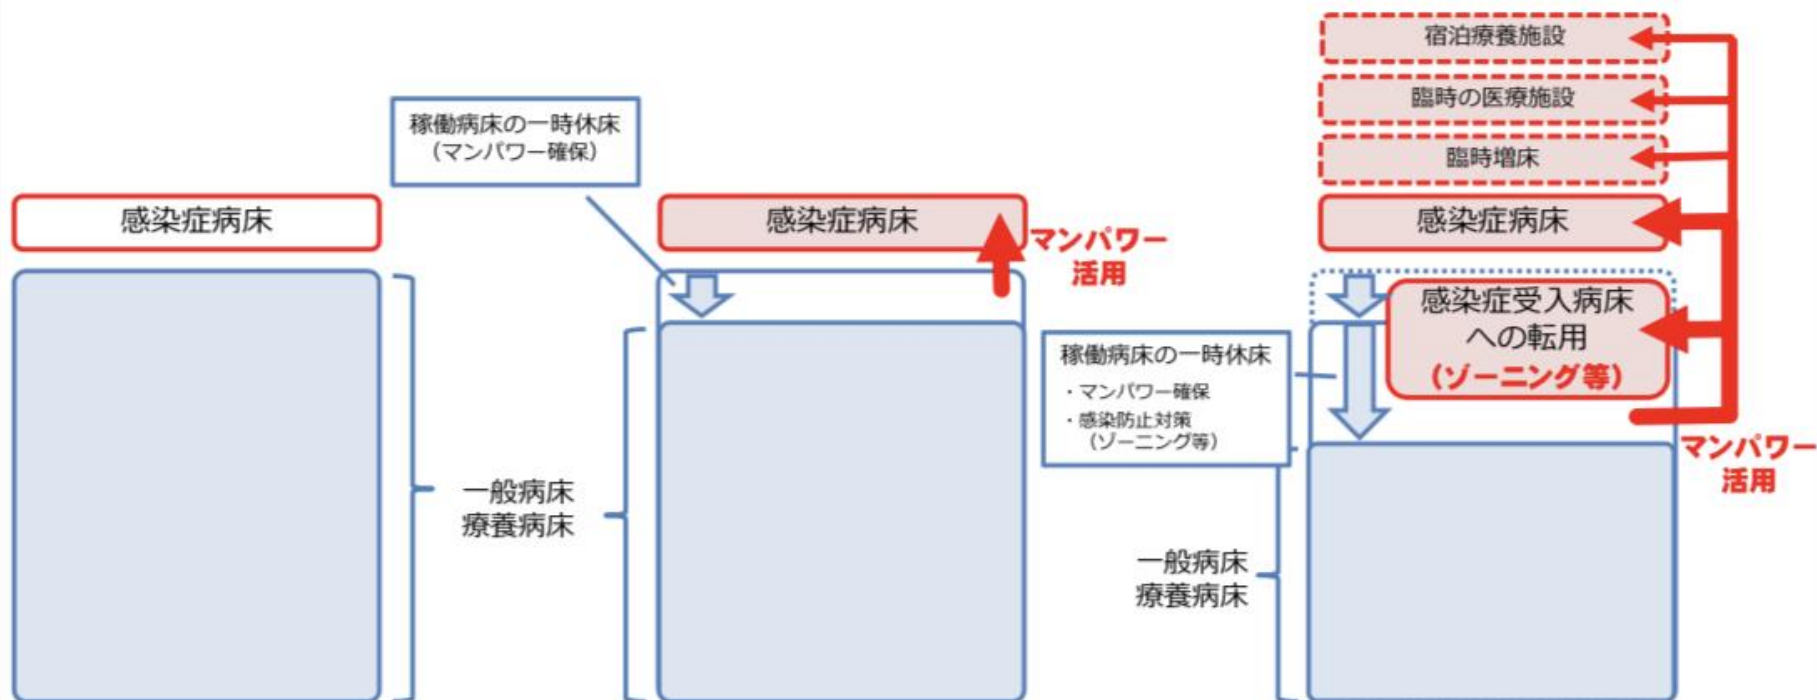 感染症病床
一般病床
療養病床
稼働病床の一時休床
（マンパワー確保）
感染症病床
マンパワー
活用
宿泊療養施設
臨時の医療施設
臨時増床
感染症病床
感染症受入病床
への転用
（ゾーニング等）
稼働病床の一時休床
・マンパワー確保
・感染防止対策
（ゾーニング等）
マンパワー
活用
一般病床
療養病床